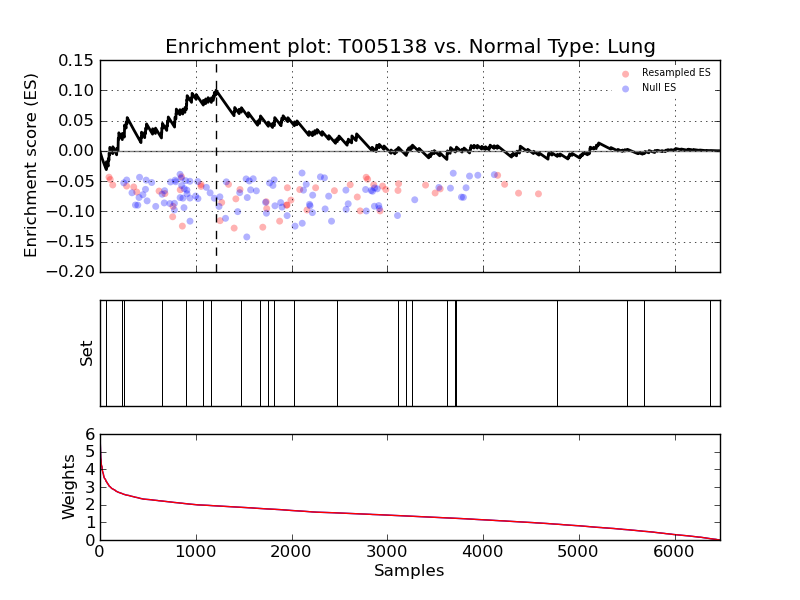 Enrichment plot: T005138 vs. Normal Type: Lung
Enrichment score (ES)
0.15
0.10
0.05
0.00
−0.05
−0.10
−0.15
−0.20
Resampled ES
Null ES
Set
Weights
6
5
4
3
2
1
0
0 1000 2000 3000 4000 5000 6000
Samples